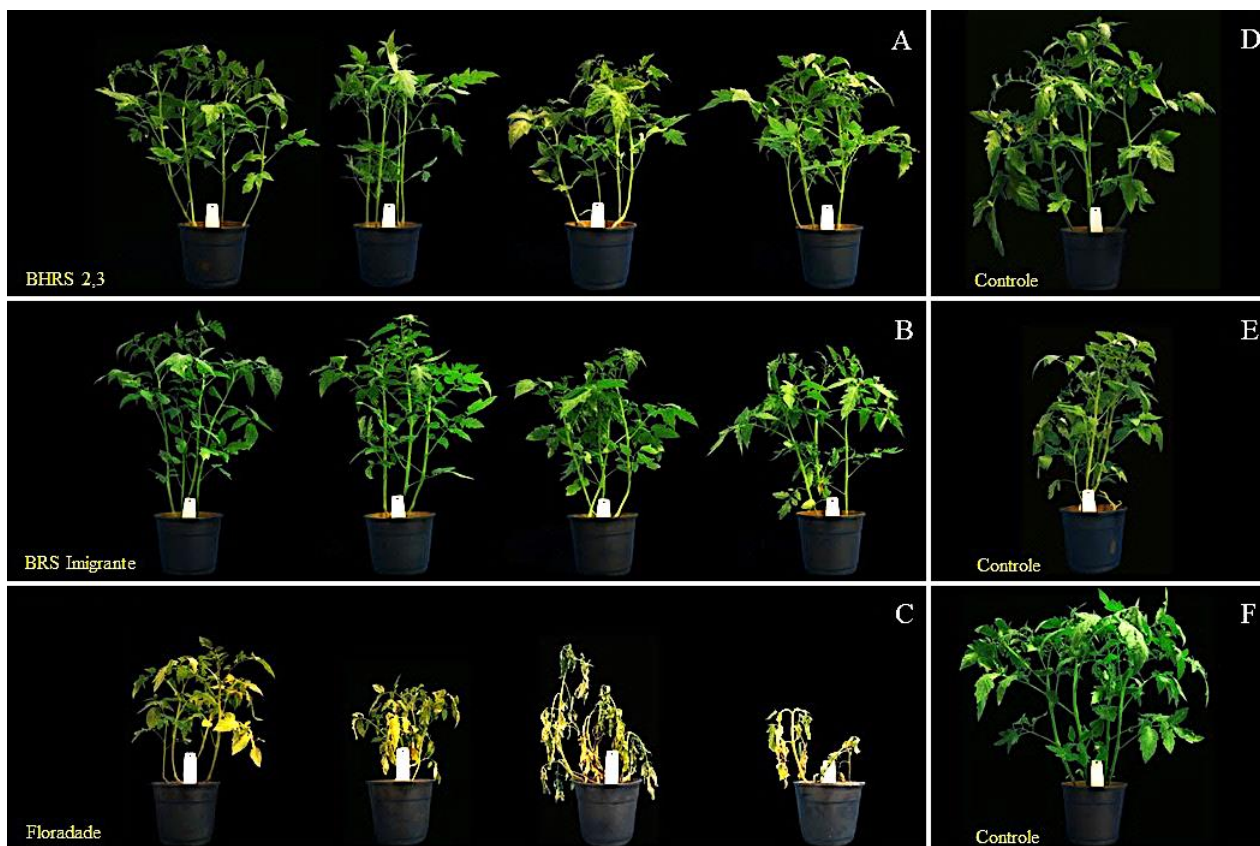 A
BHRS 2,3
D
Controle
B
BRS Imigrante
E
Controle
C
Floradade
F
Controle